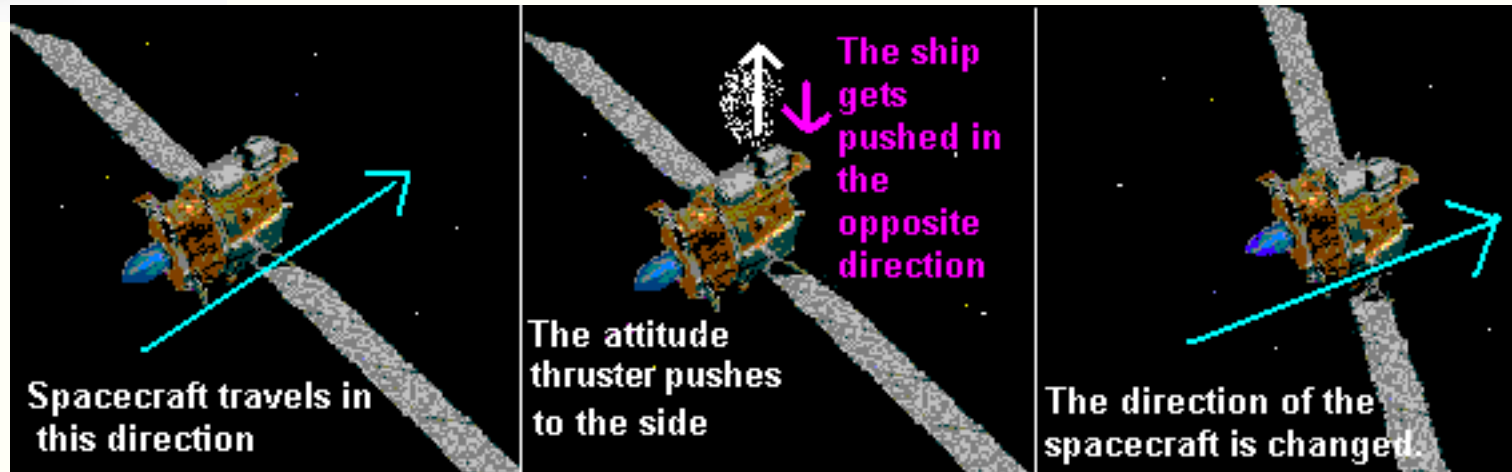 Spacecraft travels in
this direction
The ship
gets
pushed in
the
opposite
direction
The attitude
thruster pushes
to the side
The direction of the
spacecraft is changed.